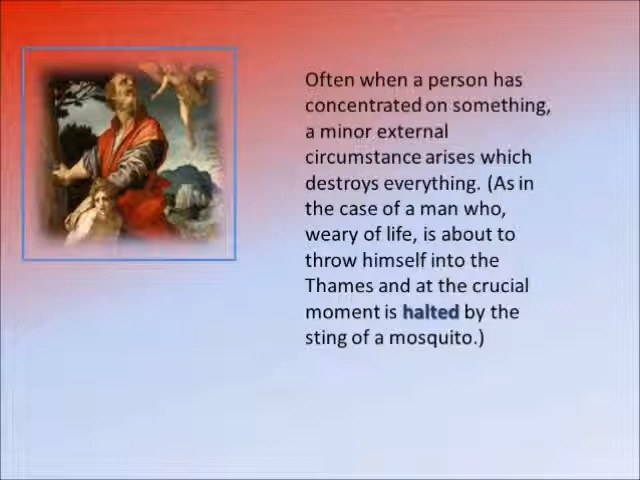 Often when a person has
concentrated on something,
a minor external
circumstance arises which
destroys everything. (As in
the case of a man who,
weary of life, is about to
throw himself into the
Thames and at the crucial
moment is halted by the
sting of a mosquito.)